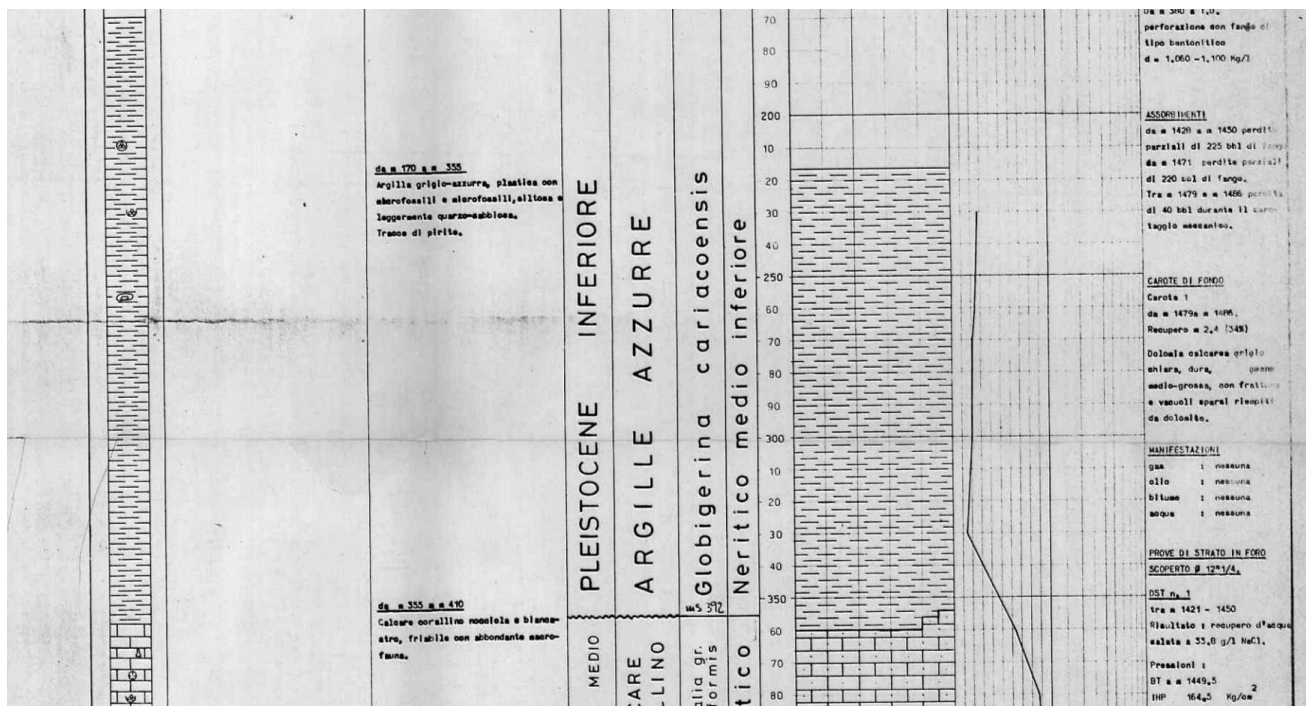 da m 170 a m 355
Argilla grigio-azzurra, plastica con
macrofossili e microfossili, siltosa e
leggermente quarzo-sabbiosa.
Tracce di pirite.
da m 355 a m 410
Calcare corallino nocciola e bianca-
stro, friabile con abbondante macro-
fauna.
PLEISTOCENE INFERIORE
MEDIO
ARGILLE AZZURRE
CARE
LLINO
Globigerina cariacoensis
ms 392
lia gr.
formis
Neritico medio inferiore
tico
70
80
90
200
10
20
30
40
250
60
70
80
90
300
10
20
30
40
350
60
70
80
perforazione con fango di
tipo bentonitico
d = 1,060 -1,100 Kg/l
ASSORBIMENTI
da m 1428 a m 1450 perdite
parziali di 225 bbl di fango
da m 1471 perdite parziali
di 220 bbl di fango.
Tra m 1479 e m 1486 perdita
di 40 bbl durante il caro-
taggio meccanico.
CAROTE DI FONDO
Carota 1
da m 1479 a m 1486.
Recupero m 2,4 (34%)
Dolomia calcarea grigio
chiara, dura,
medio-grossa, con fratture
e vacuoli sparsi riempiti
da dolomite.
MANIFESTAZIONI
gas : nessuna
olio : nessuna
bitume : nessuna
acqua : nessuna
PROVE DI STRATO IN FORO
SCOPERTO Ø 12"1/4.
DST n. 1
tra m 1421 - 1450
Risultato : recupero d'acqua
salata a 33,8 g/l NaCl.
Pressioni :
BT a m 1449,5
IHP 164,5 Kg/cm2